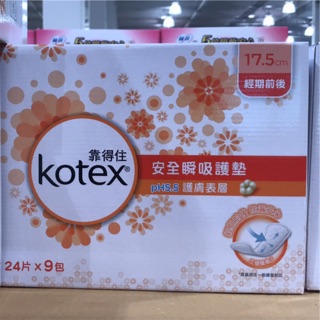 17.5cm
經期前後
靠得住
kotex®
安全瞬吸護墊
pH5.5 護膚表層
24片 x 9包